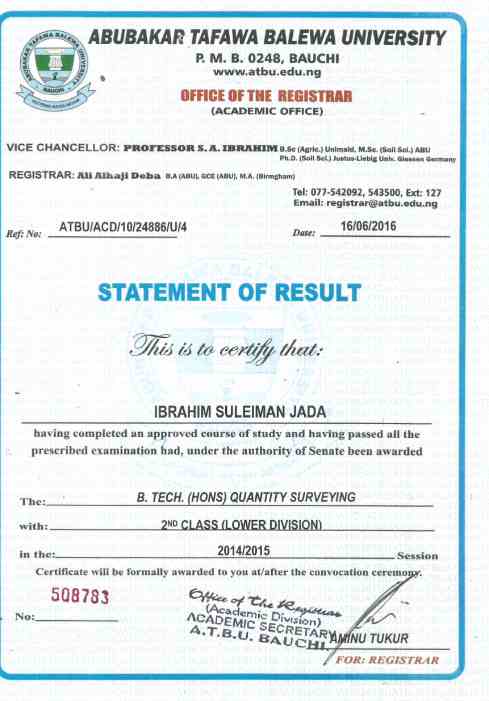 ABUBAKAR TAFAWA BALEWA UNIVERSITY
P. M. B. 0248, BAUCHI
www.atbu.edu.ng
OFFICE OF THE REGISTRAR
(ACADEMIC OFFICE)
ABUBAKAR TAFAWA BALEWA UNIVERSITY
BAUCHI
VICE CHANCELLOR: PROFESSOR S. A. IBRAHIM B.Sc (Agric.) Unimaid, M.Sc. (Soil Sci.) ABU
Ph.D. (Soil Sci.) Justus-Liebig Univ. Giessen Germany
REGISTRAR: Ali Alhaji Deba B.A (ABU), GCE (ABU), M.A. (Birmgham)
Tel: 077-542092, 543500, Ext: 127
Email: registrar@atbu.edu.ng
Ref: No: ATBU/ACD/10/24886/U/4
Date: 16/06/2016
STATEMENT OF RESULT
This is to certify that:
IBRAHIM SULEIMAN JADA
having completed an approved course of study and having passed all the
prescribed examination had, under the authority of Senate been awarded
The: B. TECH. (HONS) QUANTITY SURVEYING
with: 2ND CLASS (LOWER DIVISION)
in the: 2014/2015 Session
Certificate will be formally awarded to you at/after the convocation ceremony.
No: 508783
Office of the Registrar
(Academic Division)
ACADEMIC SECRETARY
A.T.B.U. BAUCHI.
AMINU TUKUR
FOR: REGISTRAR